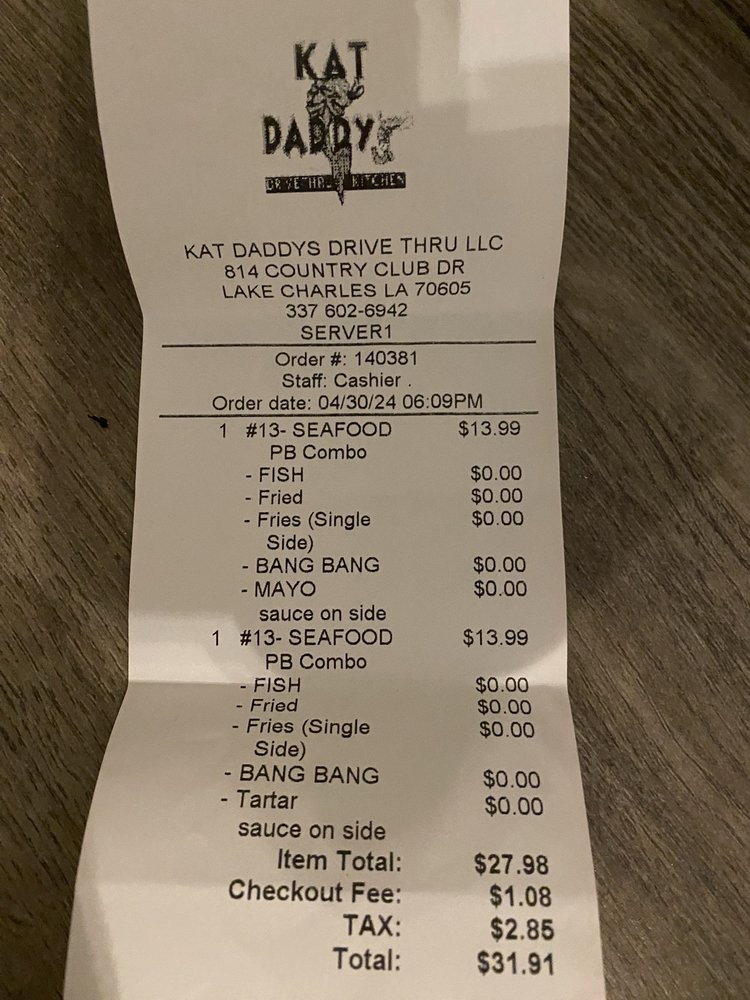 KAT
DADDY'S
DRIVE THRU KITCHEN
KAT DADDYS DRIVE THRU LLC
814 COUNTRY CLUB DR
LAKE CHARLES LA 70605
337 602-6942
SERVER1
Order #: 140381
Staff: Cashier .
Order date: 04/30/24 06:09PM
1 #13- SEAFOOD $13.99
PB Combo
- FISH $0.00
- Fried $0.00
- Fries (Single $0.00
Side)
- BANG BANG $0.00
- MAYO $0.00
sauce on side
1 #13- SEAFOOD $13.99
PB Combo
- FISH $0.00
- Fried $0.00
- Fries (Single $0.00
Side)
- BANG BANG $0.00
- Tartar $0.00
sauce on side
Item Total: $27.98
Checkout Fee: $1.08
TAX: $2.85
Total: $31.91